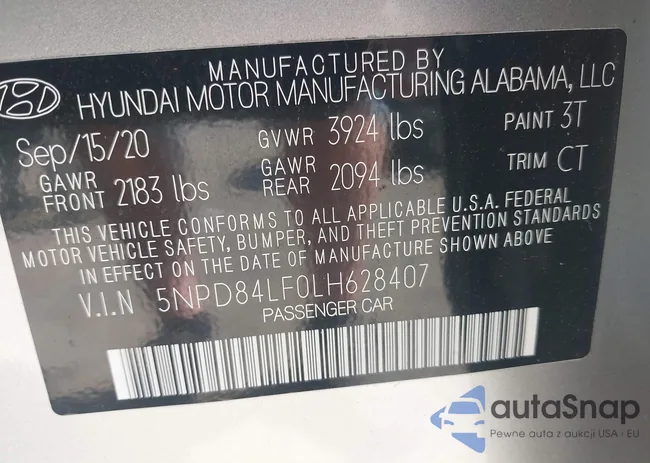 MANUFACTURED BY
HYUNDAI MOTOR MANUFACTURING ALABAMA, LLC
Sep/15/20 GVWR 3924 lbs PAINT 3T
GAWR FRONT 2183 lbs GAWR REAR 2094 lbs TRIM CT
THIS VEHICLE CONFORMS TO ALL APPLICABLE U.S.A. FEDERAL
MOTOR VEHICLE SAFETY, BUMPER, AND THEFT PREVENTION STANDARDS
IN EFFECT ON THE DATE OF MANUFACTURE SHOWN ABOVE
V.I.N 5NPD84LF0LH628407
PASSENGER CAR
autaSnap
Pewne auta z aukcji USA i EU